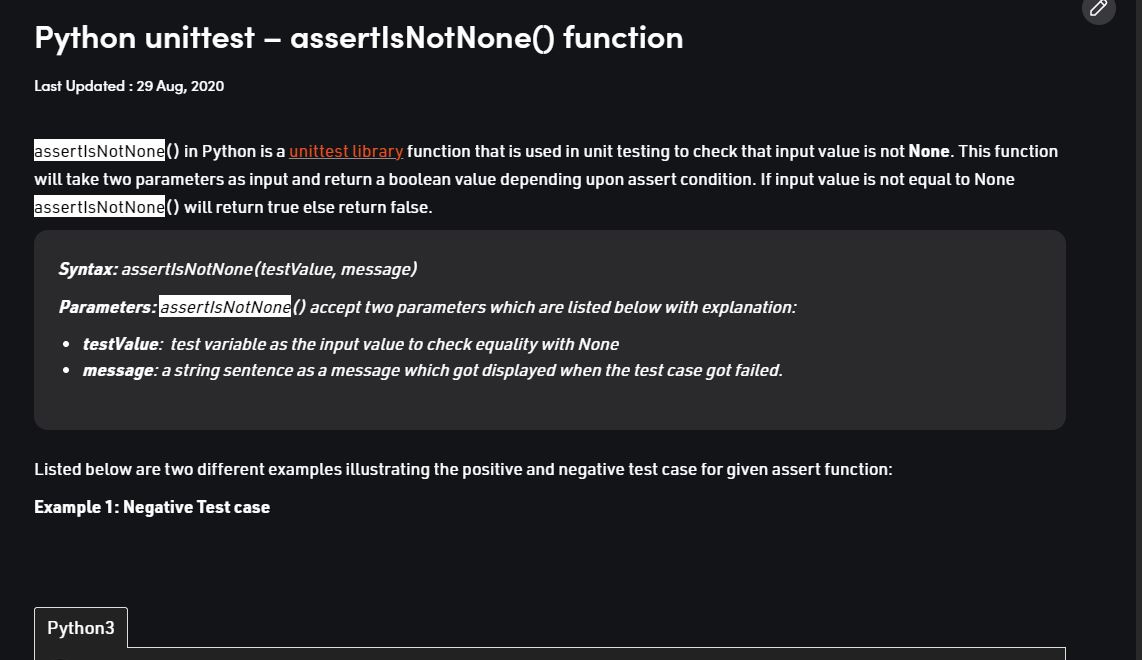 Python unittest – assertIsNotNone() function
Last Updated : 29 Aug, 2020
assertIsNotNone() in Python is a unittest library function that is used in unit testing to check that input value is not None. This function
will take two parameters as input and return a boolean value depending upon assert condition. If input value is not equal to None
assertIsNotNone() will return true else return false.
Syntax: assertIsNotNone(testValue, message)
Parameters: assertIsNotNone() accept two parameters which are listed below with explanation:
• testValue:  test variable as the input value to check equality with None
• message: a string sentence as a message which got displayed when the test case got failed.
Listed below are two different examples illustrating the positive and negative test case for given assert function:
Example 1: Negative Test case
Python3